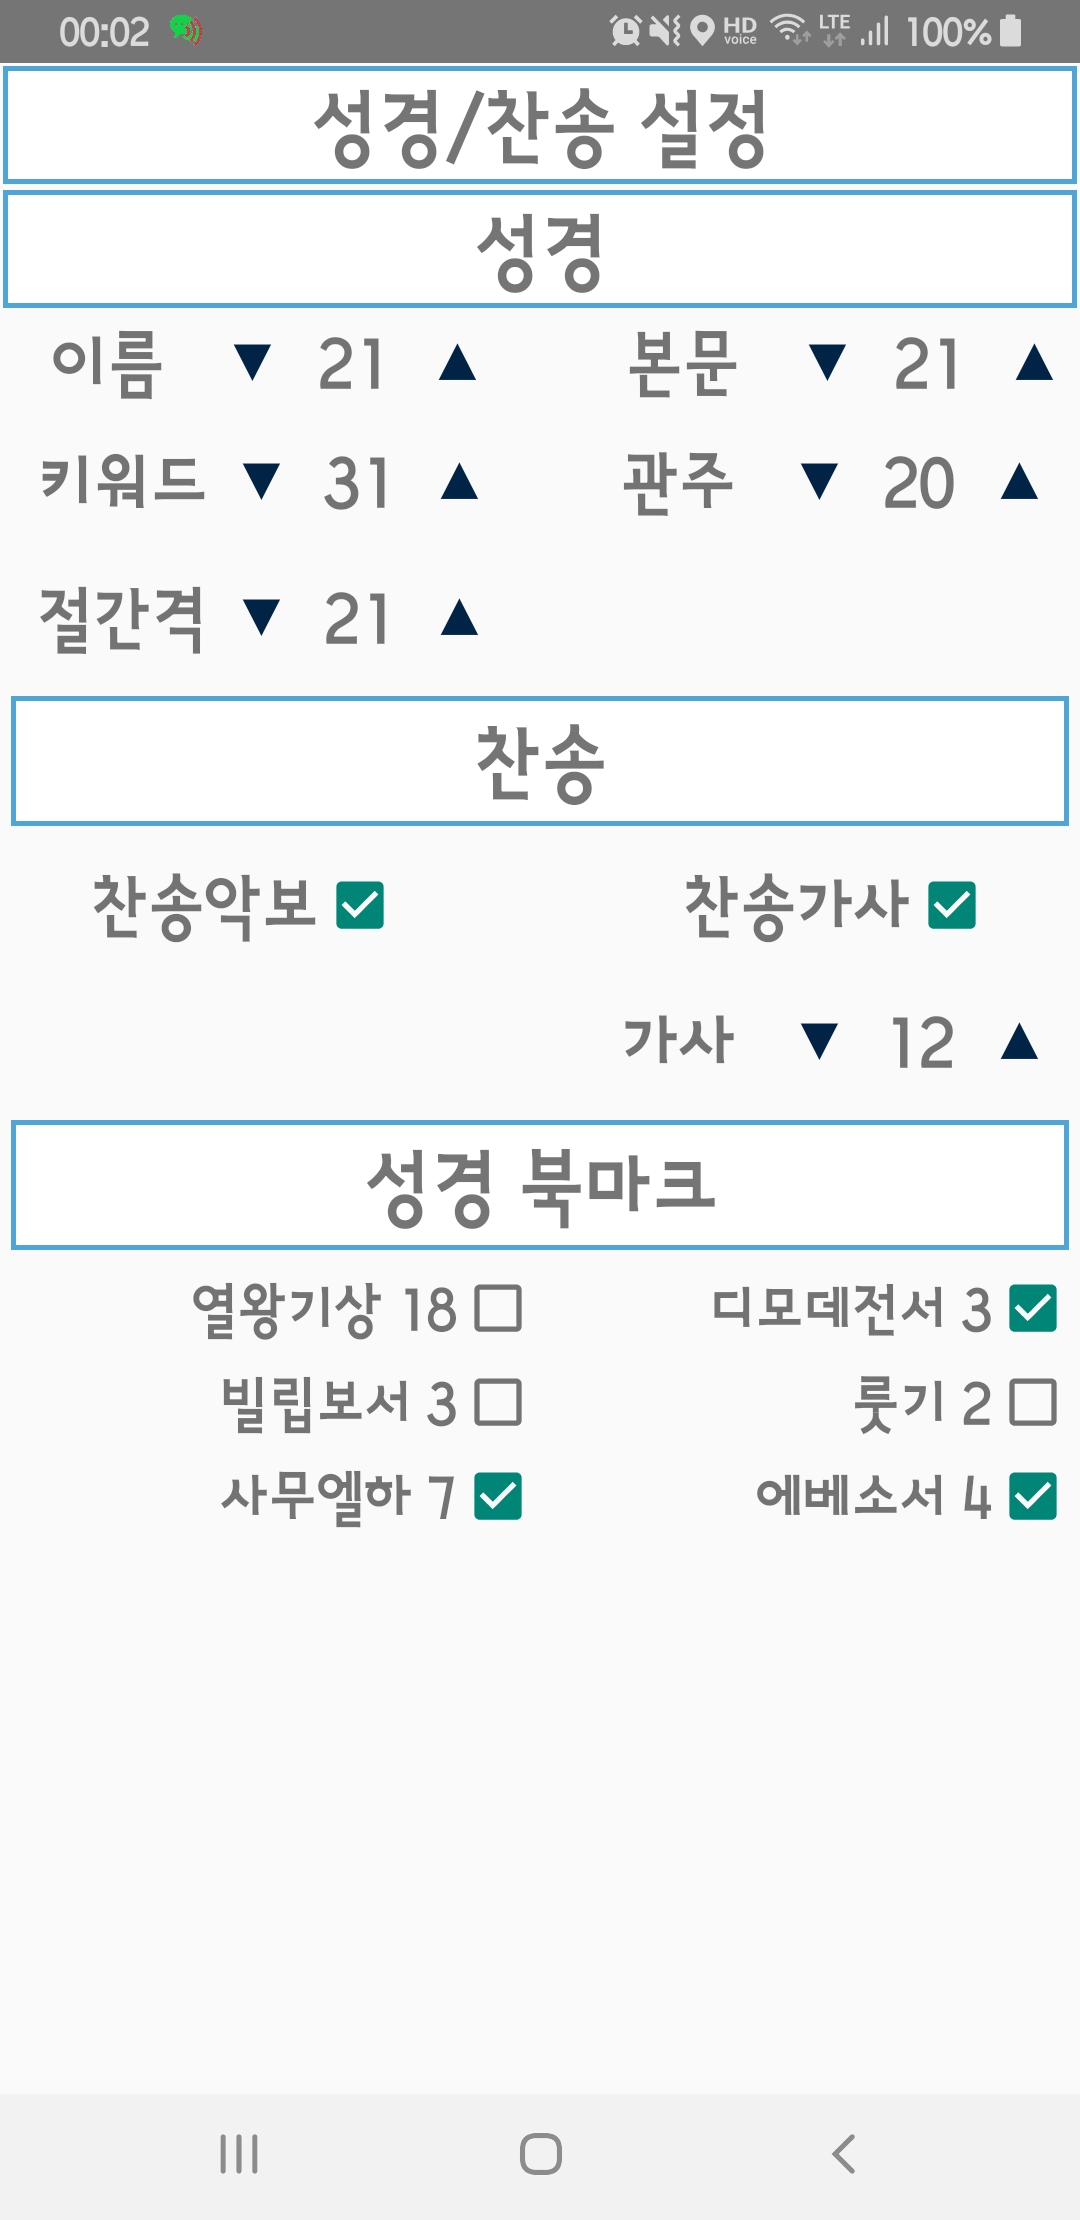 00:02 HD voice LTE 100%
성경/찬송 설정
성경
이름 ▼ 21 ▲ 본문 ▼ 21 ▲
키워드 ▼ 31 ▲ 관주 ▼ 20 ▲
절간격 ▼ 21 ▲
찬송
찬송악보 찬송가사
가사 ▼ 12 ▲
성경 북마크
열왕기상 18 디모데전서 3
빌립보서 3 룻기 2
사무엘하 7 에베소서 4